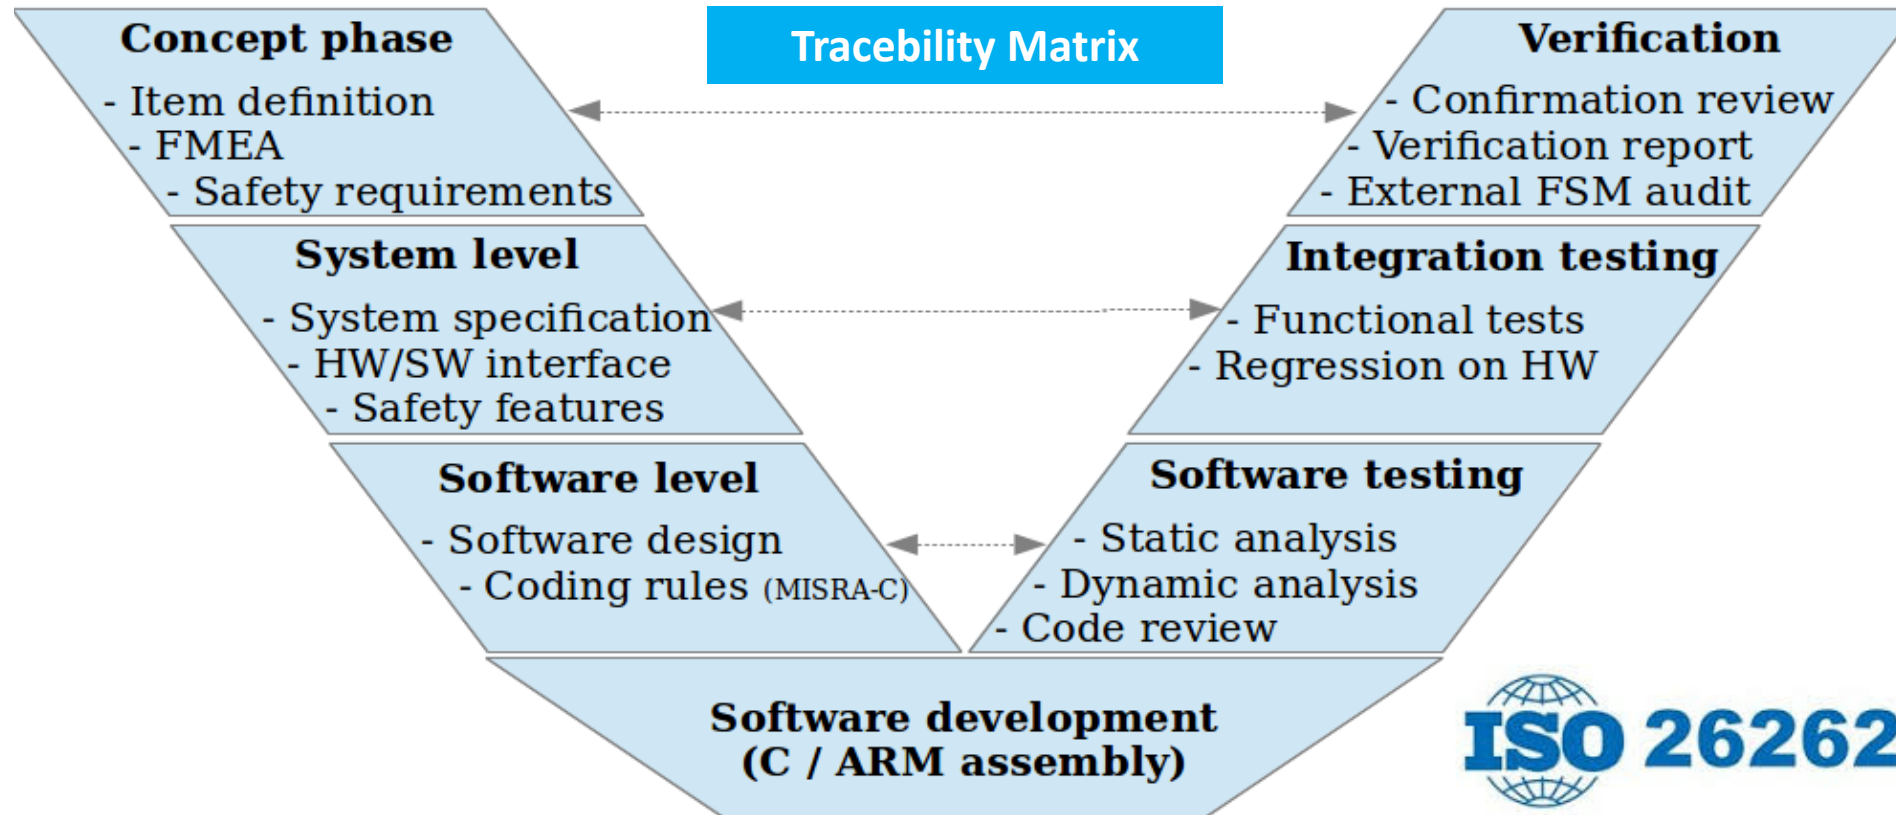 Concept phase
- Item definition
- FMEA
- Safety requirements
Tracebility Matrix
Verification
- Confirmation review
- Verification report
- External FSM audit
System level
- System specification
- HW/SW interface
- Safety features
Integration testing
- Functional tests
- Regression on HW
Software level
- Software design
- Coding rules (MISRA-C)
Software testing
- Static analysis
- Dynamic analysis
- Code review
Software development
(C / ARM assembly)
ISO 26262